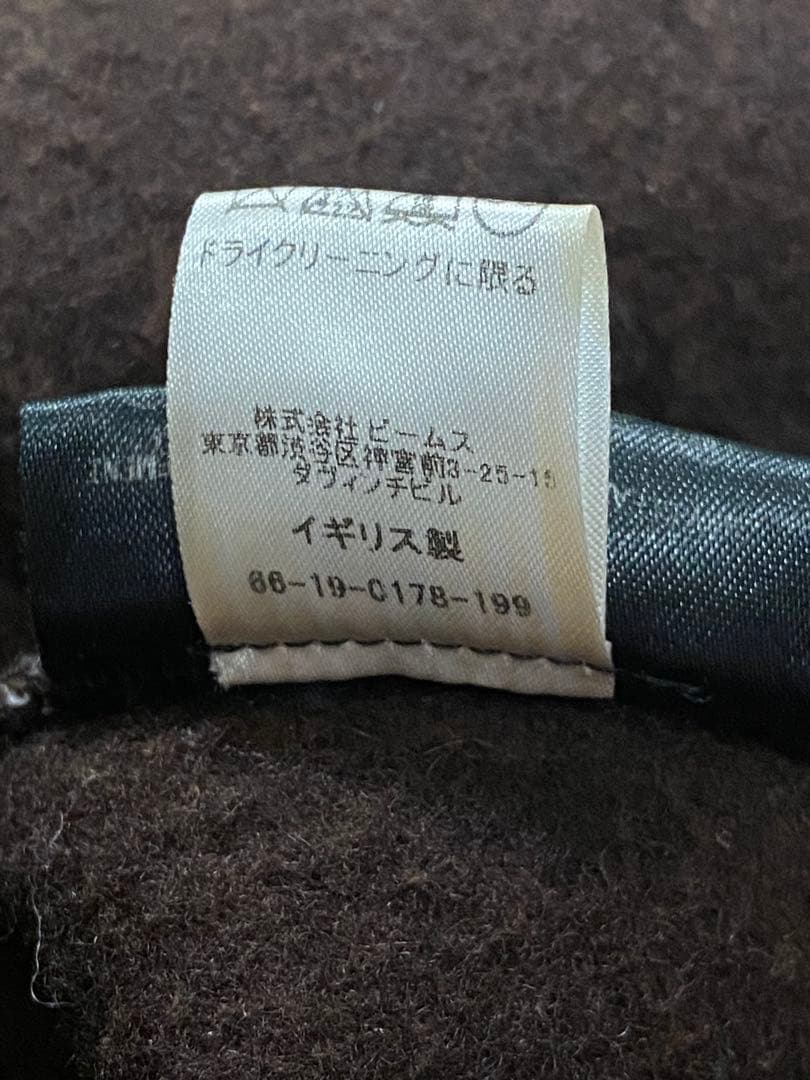 ドライクリーニングに限る
株式会社 ビームス
東京都渋谷区神宮前3-25-15
ダヴィンチビル
イギリス製
66-19-0178-199